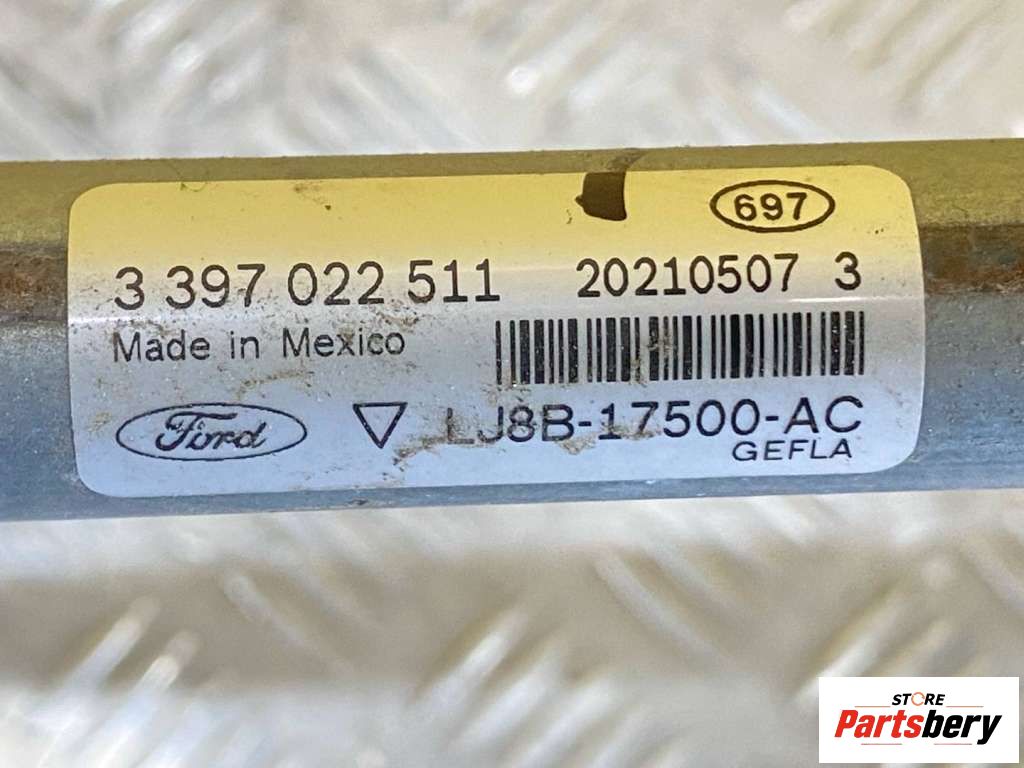 697
3 397 022 511 20210507 3
Made in Mexico
Ford LJ8B-17500-AC
GEFLA
STORE
Partsbery